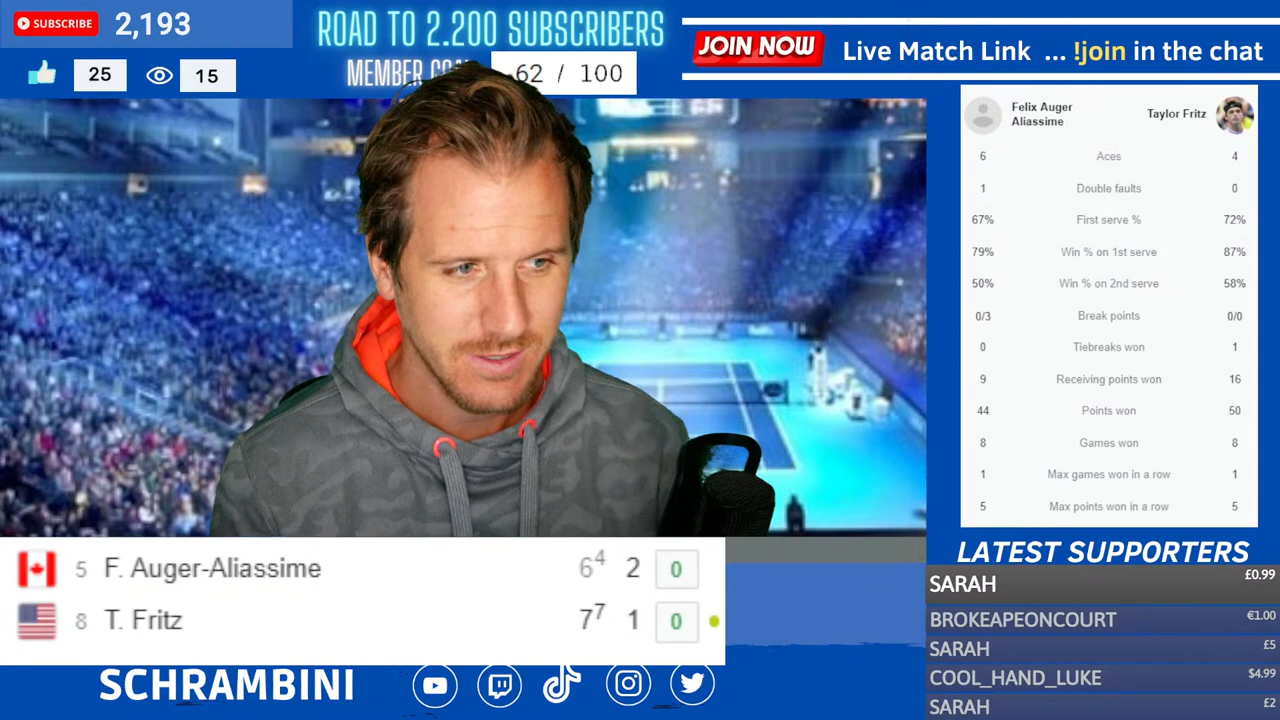 SUBSCRIBE 2,193
25 15
ROAD TO 2.200 SUBSCRIBERS
MEMBER 62 / 100
JOIN NOW Live Match Link ... !join in the chat
Felix Auger Aliassime Taylor Fritz
6 Aces 4
1 Double faults 0
67% First serve % 72%
79% Win % on 1st serve 87%
50% Win % on 2nd serve 58%
0/3 Break points 0/0
0 Tiebreaks won 1
9 Receiving points won 16
44 Points won 50
8 Games won 8
1 Max games won in a row 1
5 Max points won in a row 5
5 F. Auger-Aliassime 6⁴ 2 0
8 T. Fritz 7⁷ 1 0
LATEST SUPPORTERS
SARAH £0.99
BROKEAPEONCOURT €1.00
SARAH £5
COOL_HAND_LUKE $4.99
SARAH £2
SCHRAMBINI